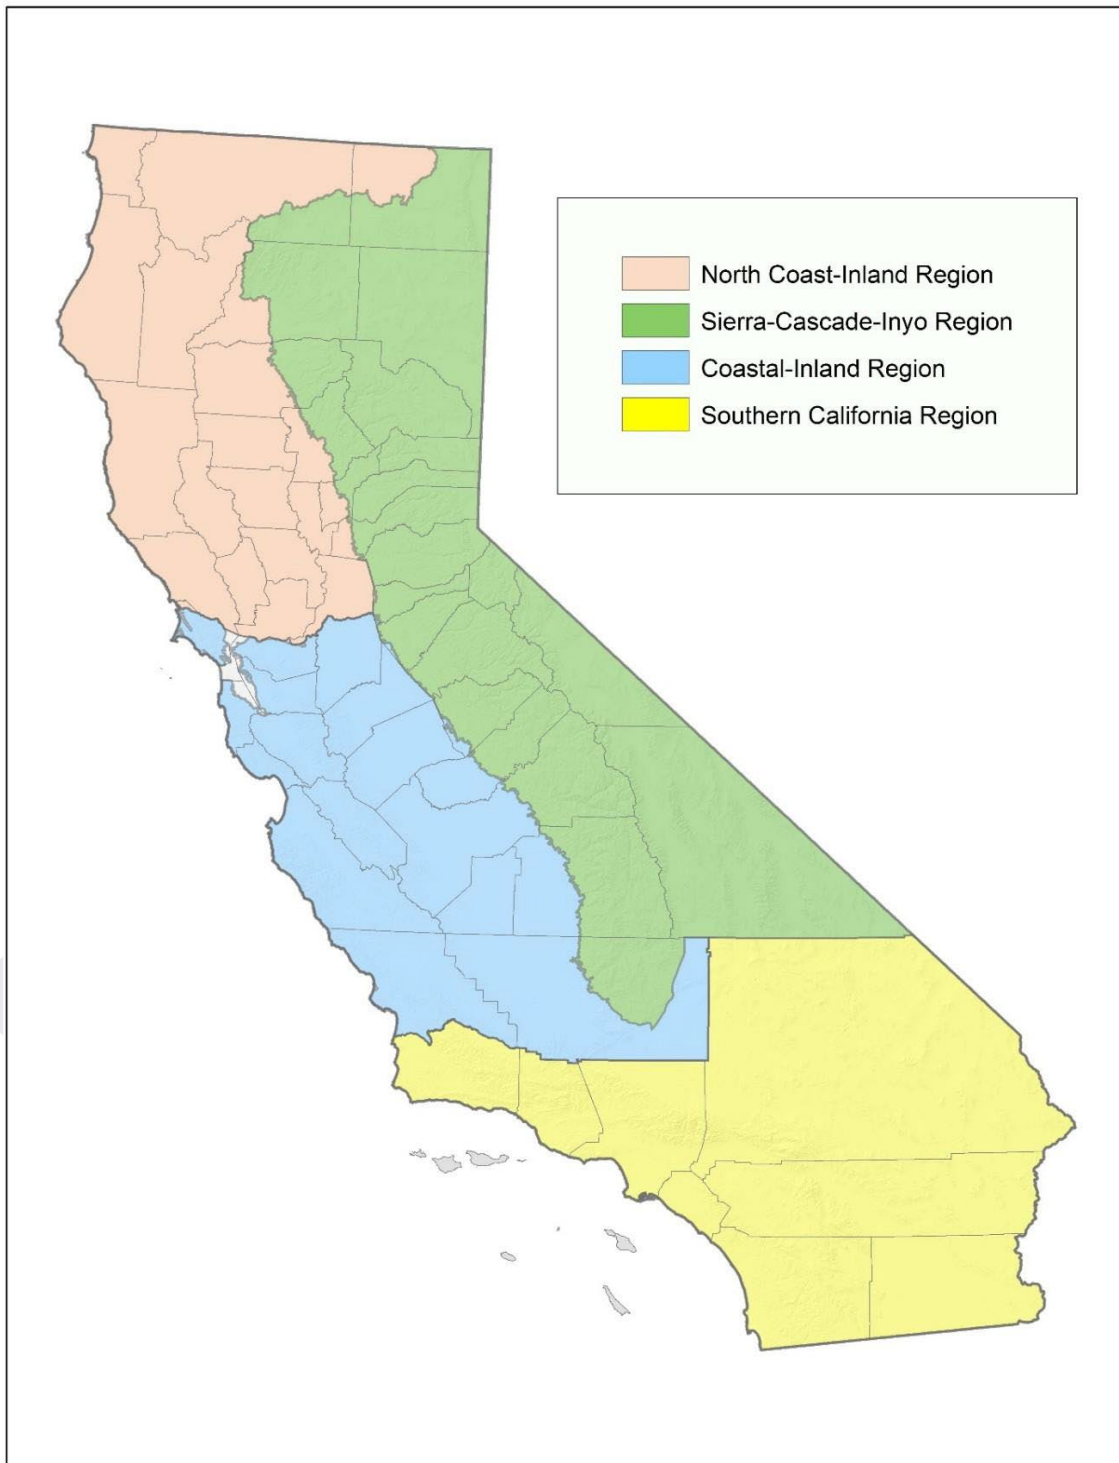 North Coast-Inland Region
Sierra-Cascade-Inyo Region
Coastal-Inland Region
Southern California Region